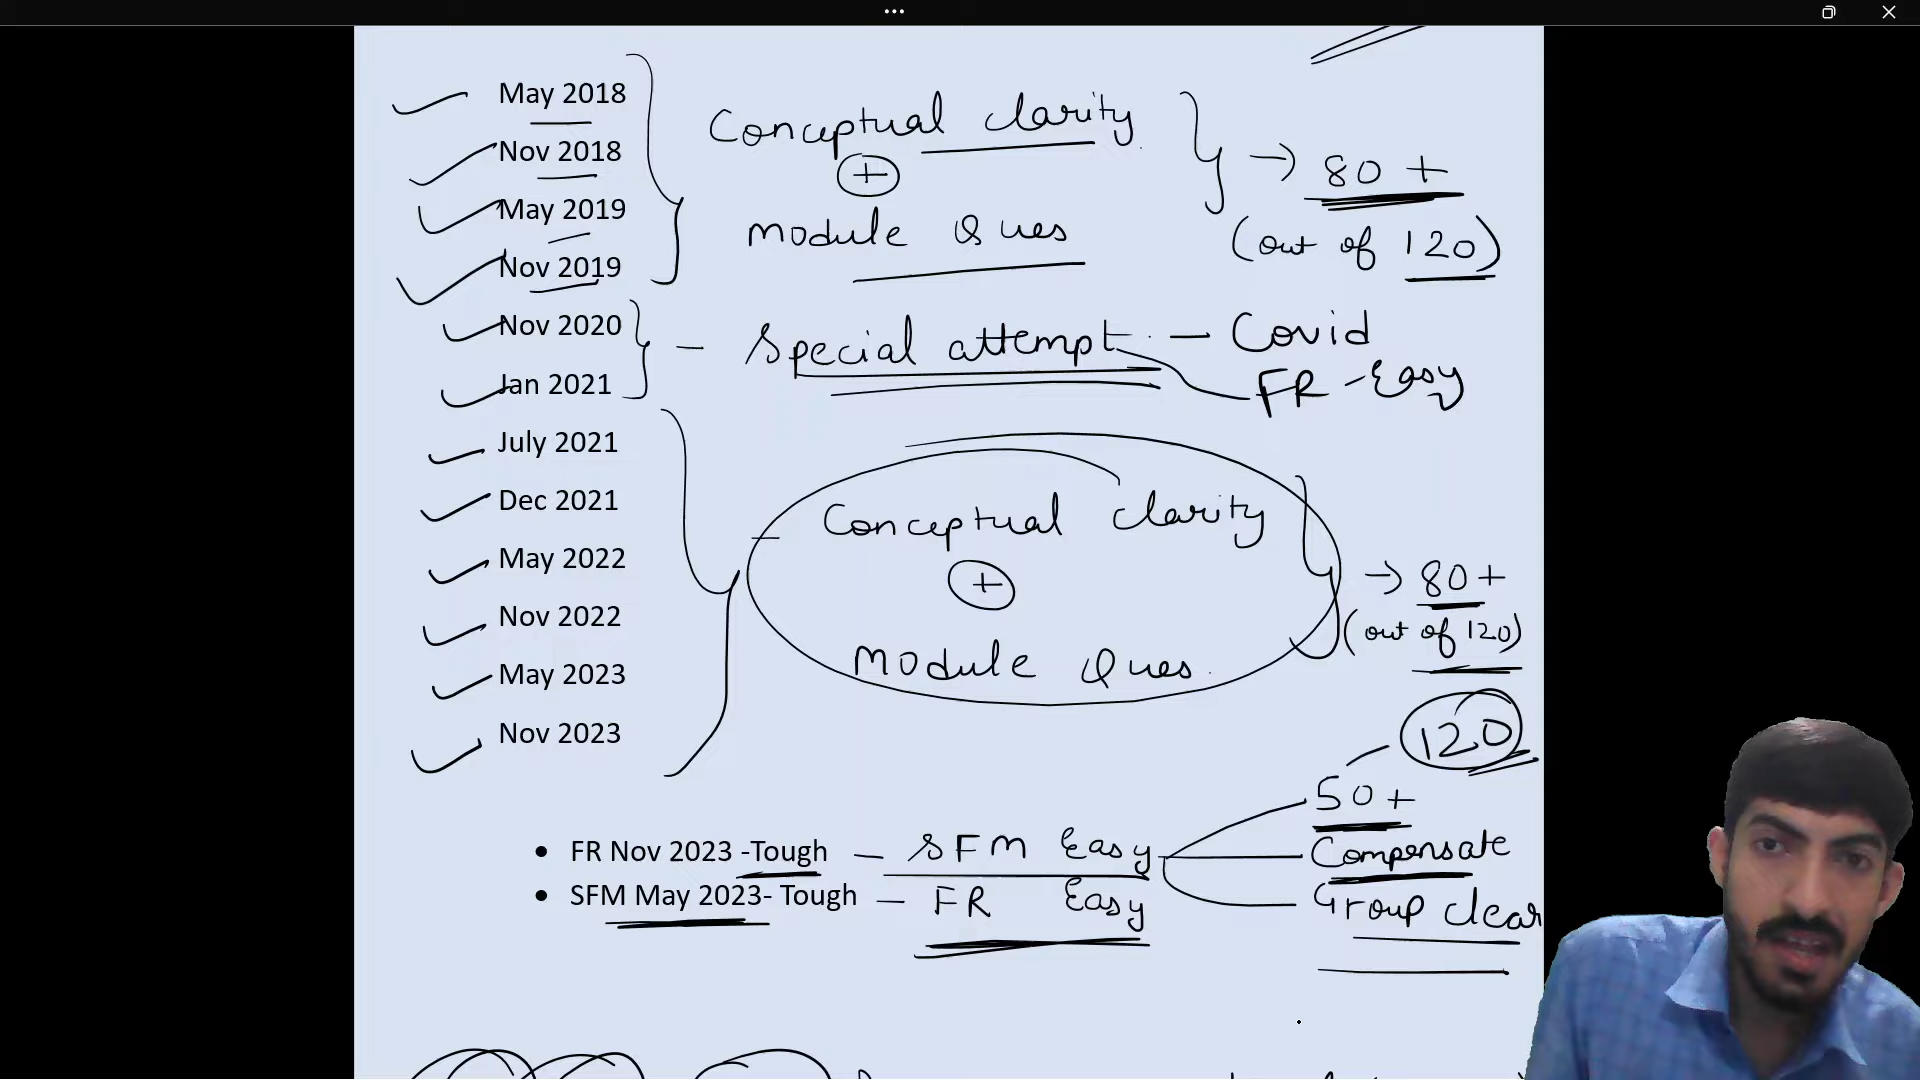 May 2018
Conceptual clarity
Nov 2018
+
→ 80 +
May 2019
Module Ques
(out of 120)
Nov 2019
Nov 2020
- Special attempt - Covid
Jan 2021
FR - Easy
July 2021
Dec 2021
- Conceptual clarity
May 2022
+
→ 80+
Nov 2022
(out of 120)
May 2023
Module Ques
Nov 2023
120
50+
• FR Nov 2023 -Tough - SFM Easy
Compensate
• SFM May 2023- Tough - FR Easy
Group clear